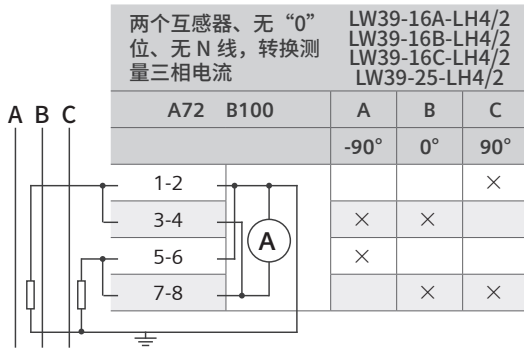 两个互感器、无“0”
位、无 N 线，转换测
量三相电流
LW39-16A-LH4/2
LW39-16B-LH4/2
LW39-16C-LH4/2
LW39-25-LH4/2
A B C
A72 B100 A B C
-90° 0° 90°
1-2 ×
3-4 × ×
5-6 ×
7-8 × ×
A